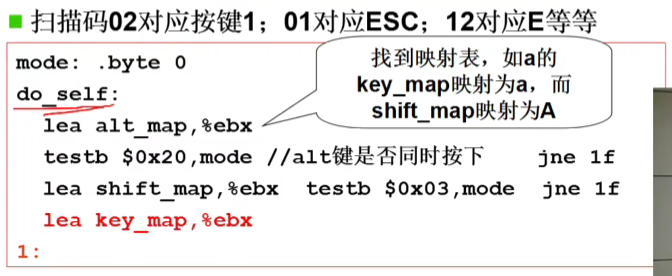 扫描码02对应按键1；01对应ESC；12对应E等等
mode: .byte 0
do_self:
lea alt_map,%ebx
testb $0x20,mode //alt键是否同时按下 jne 1f
lea shift_map,%ebx testb $0x03,mode jne 1f
lea key_map,%ebx
1:
找到映射表，如a的
key_map映射为a，而
shift_map映射为A